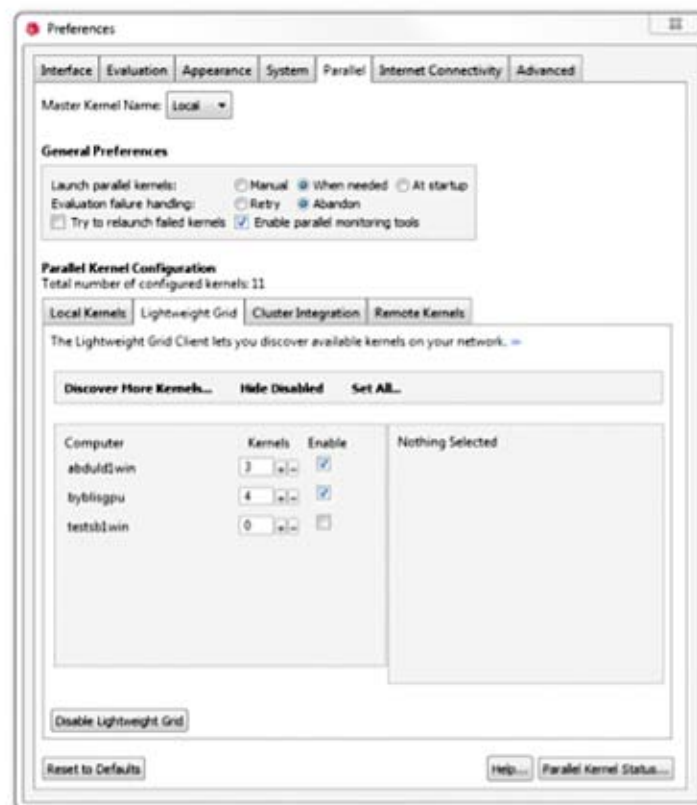 Preferences
Interface Evaluation Appearance System Parallel Internet Connectivity Advanced
Master Kernel Name: Local
General Preferences
Launch parallel kernels: Manual When needed At startup
Evaluation failure handling: Retry Abandon
Try to relaunch failed kernels Enable parallel monitoring tools
Parallel Kernel Configuration
Total number of configured kernels: 11
Local Kernels Lightweight Grid Cluster Integration Remote Kernels
The Lightweight Grid Client lets you discover available kernels on your network. »
Discover More Kernels... Hide Disabled Set All...
Computer Kernels Enable Nothing Selected
abduld1win 3 + -
byblisgpu 4 + -
testsb1win 0 + -
Disable Lightweight Grid
Reset to Defaults Help... Parallel Kernel Status...